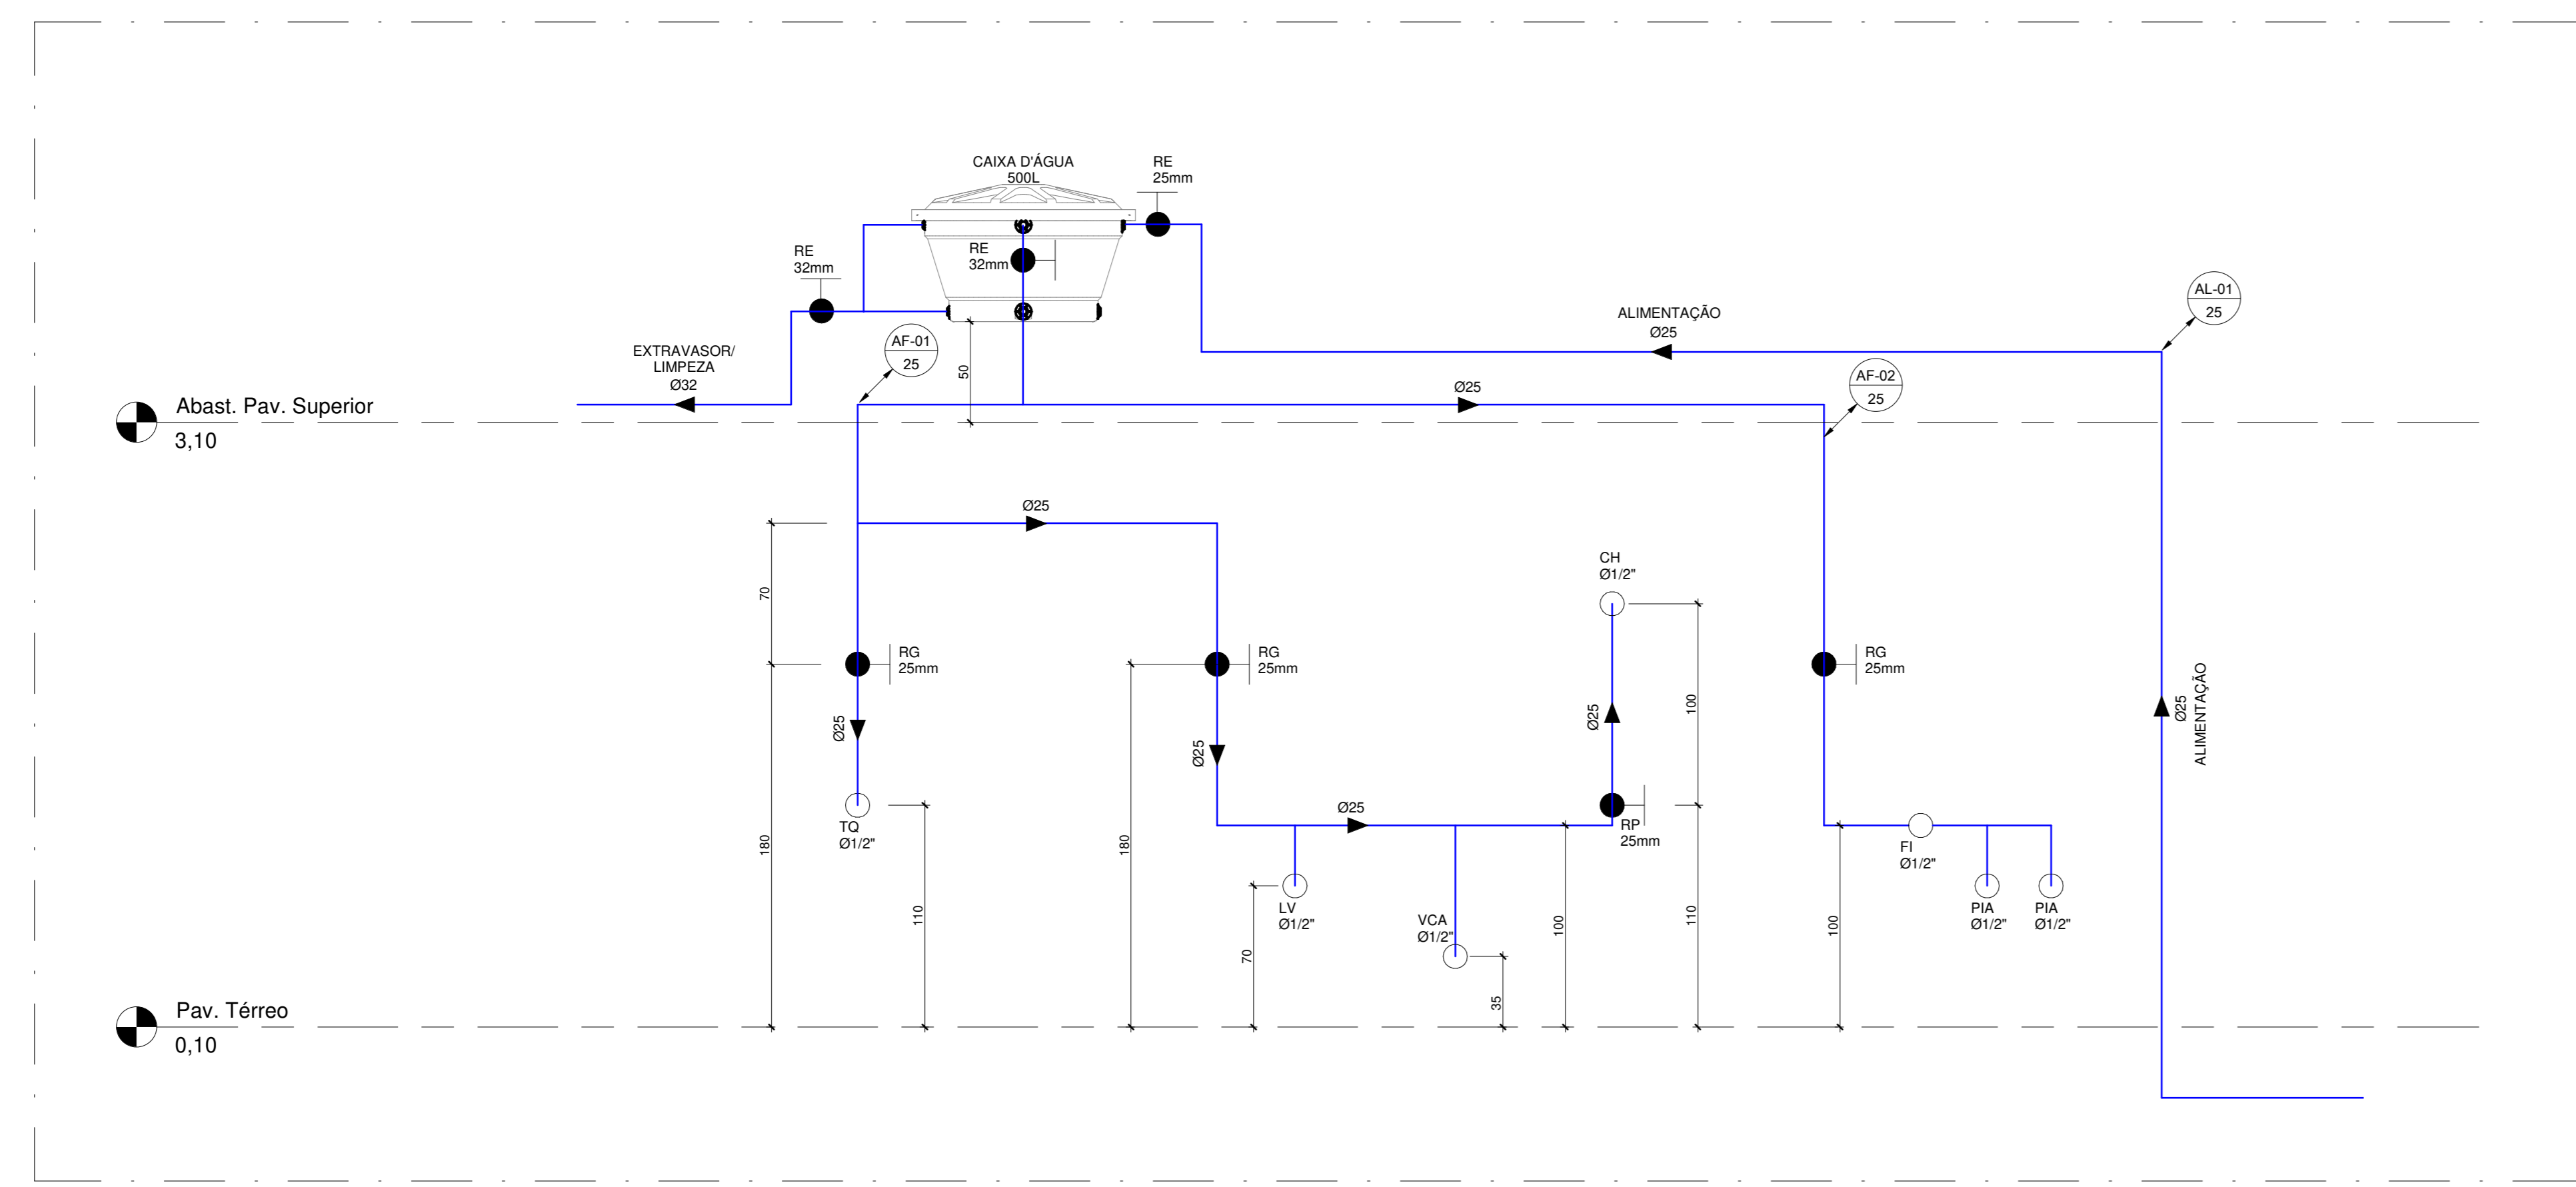 CAIXA D'ÁGUA
500L
RE
25mm
RE
32mm
RE
32mm
AL-01
25
ALIMENTAÇÃO
Ø25
AF-01
25
EXTRAVASOR/
LIMPEZA
Ø32
50
AF-02
25
Ø25
Abast. Pav. Superior
3,10
Ø25
CH
Ø1/2"
70
RG
25mm
RG
25mm
RG
25mm
Ø25
Ø25
Ø25
100
Ø25
ALIMENTAÇÃO
Ø25
TQ
Ø1/2"
RP
25mm
FI
Ø1/2"
180
110
180
LV
Ø1/2"
VCA
Ø1/2"
70
35
100
110
100
PIA
Ø1/2"
PIA
Ø1/2"
Pav. Térreo
0,10